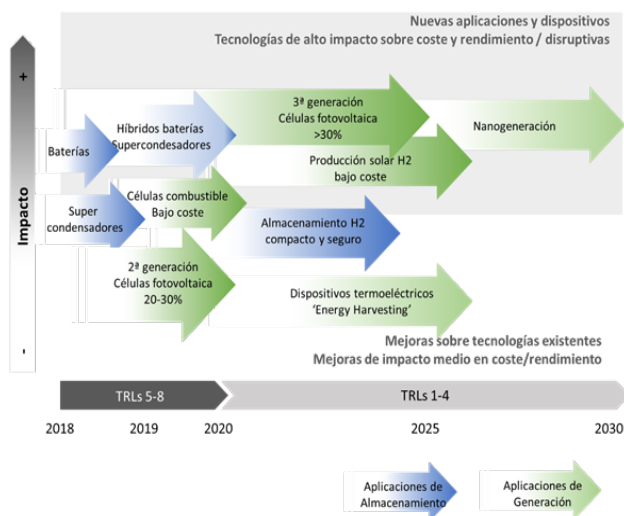 Nuevas aplicaciones y dispositivos
Tecnologías de alto impacto sobre coste y rendimiento / disruptivas
+
Impacto
-
3ª generación
Células fotovoltaica
>30%
Híbridos baterías
Supercondesadores
Baterías
Nanogeneración
Producción solar H2
bajo coste
Células combustible
Bajo coste
Super
condensadores
Almacenamiento H2
compacto y seguro
2ª generación
Células fotovoltaica
20-30%
Dispositivos termoeléctricos
'Energy Harvesting'
Mejoras sobre tecnologías existentes
Mejoras de impacto medio en coste/rendimiento
TRLs 5-8
TRLs 1-4
2018
2019
2020
2025
2030
Aplicaciones de
Almacenamiento
Aplicaciones de
Generación